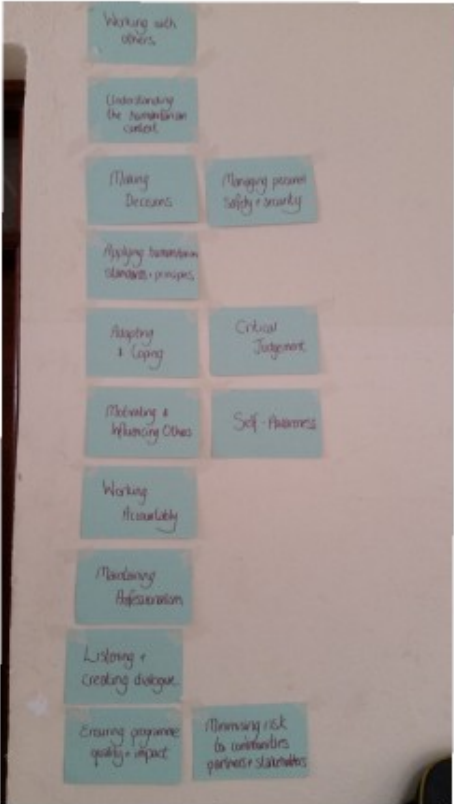 Working with
others
Understanding
the humanitarian
context
Making
Decisions
Managing personal
safety + security
Applying humanitarian
standards + principles
Adapting
& Coping
Critical
Judgement
Motivating &
Influencing Others
Self-Awareness
Working
Accountably
Maintaining
Professionalism
Listening +
creating dialogue
Ensuring programme
quality + impact
Minimising risk
to communities
partners + stakeholders